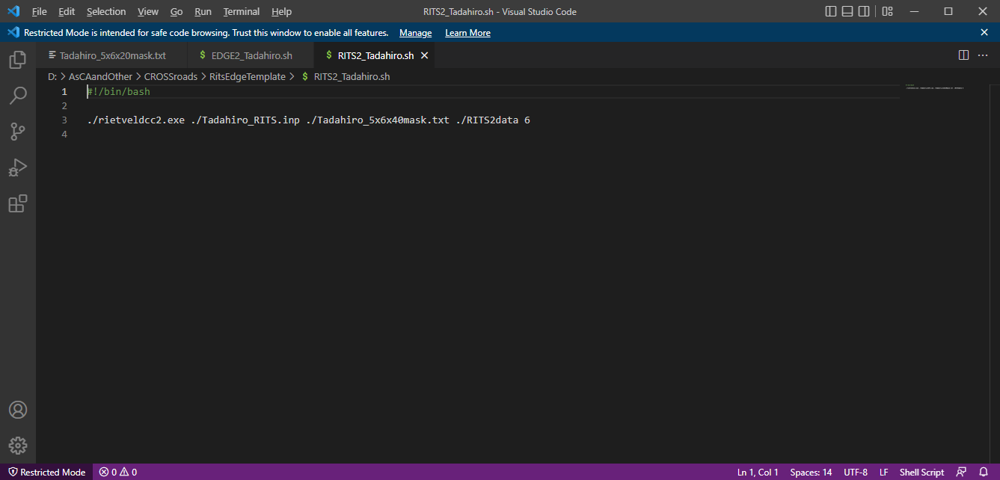 File Edit Selection View Go Run Terminal Help RITS2_Tadahiro.sh - Visual Studio Code
Restricted Mode is intended for safe code browsing. Trust this window to enable all features. Manage Learn More
Tadahiro_5x6x20mask.txt $ EDGE2_Tadahiro.sh $ RITS2_Tadahiro.sh
D: > AsCAandOther > CROSSroads > RitsEdgeTemplate > $ RITS2_Tadahiro.sh
1 #!/bin/bash
2
3 ./rietveldcc2.exe ./Tadahiro_RITS.inp ./Tadahiro_5x6x40mask.txt ./RITS2data 6
4
Restricted Mode 0 0 Ln 1, Col 1 Spaces: 14 UTF-8 LF Shell Script